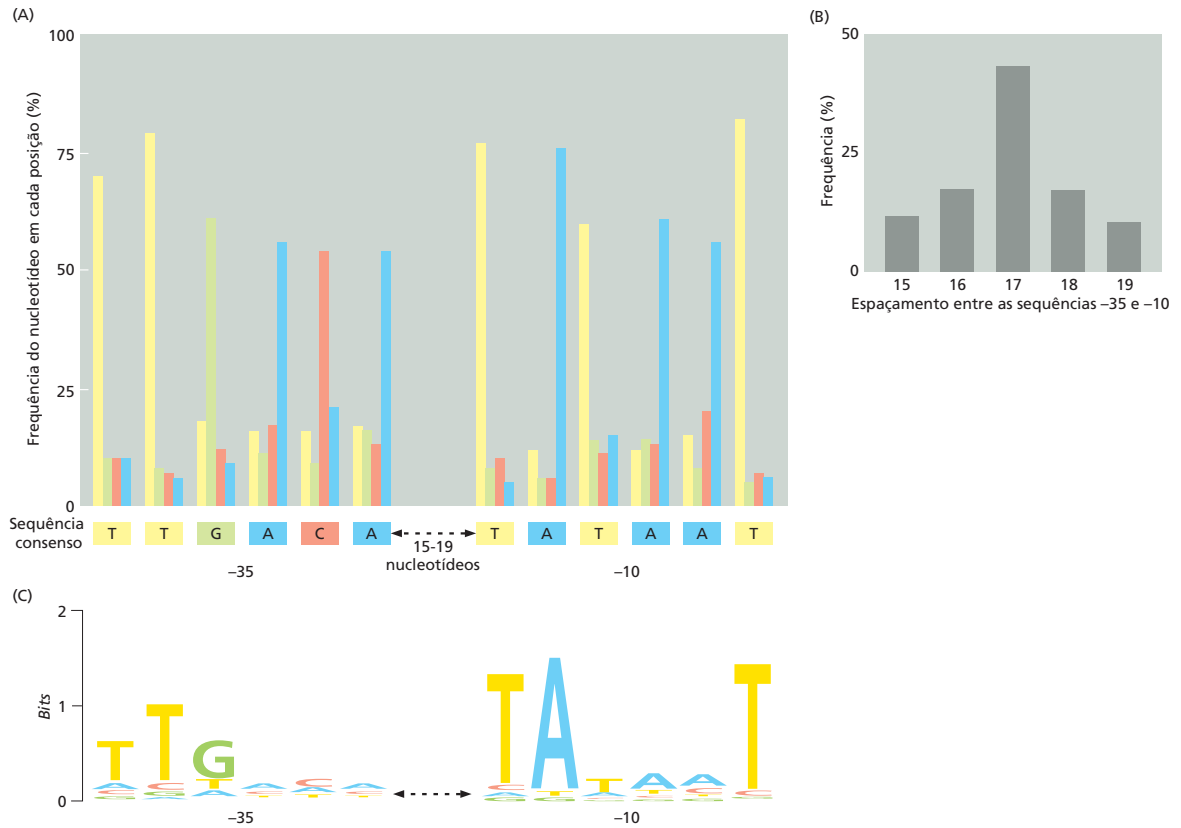 (A)
Frequência do nucleotídeo em cada posição (%)
100
75
50
25
0
Sequência
consenso
T T G A C A
15-19
nucleotídeos
T A T A A T
–35
–10
(B)
Frequência (%)
50
25
0
15 16 17 18 19
Espaçamento entre as sequências –35 e –10
(C)
Bits
2
1
0
T T G A C A
T A T A A T
–35
–10